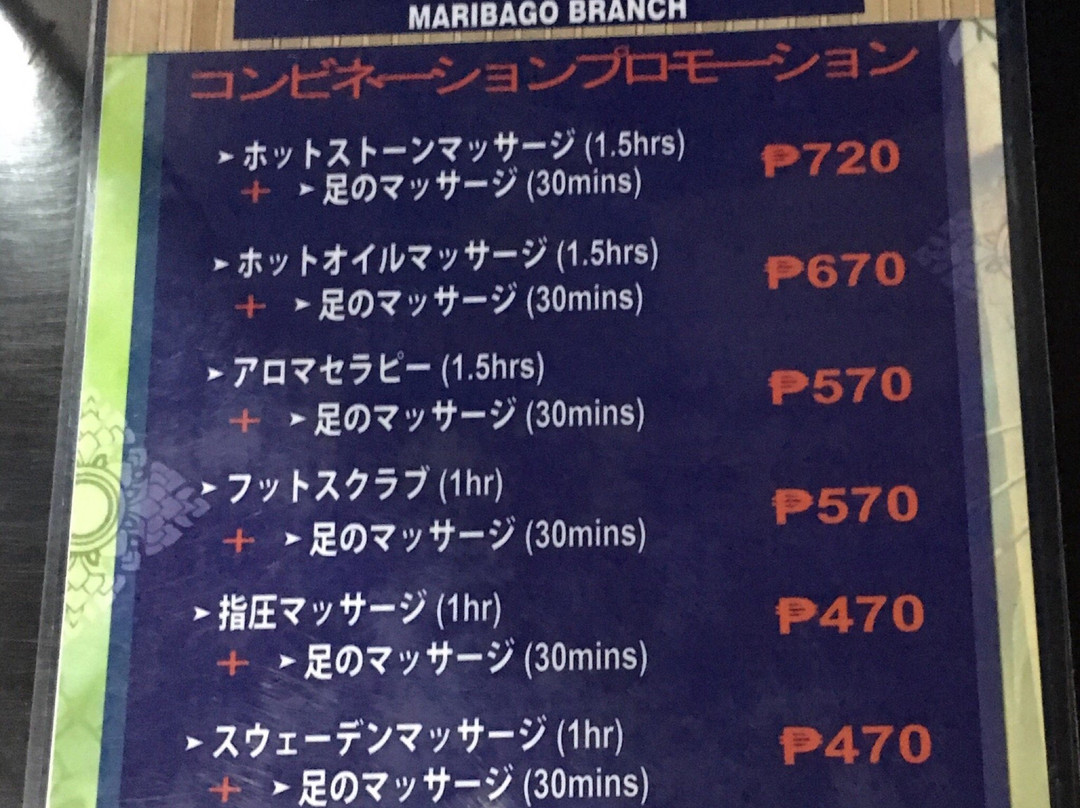 MARIBAGO BRANCH
コンビネーションプロモーション
➤ ホットストーンマッサージ (1.5hrs) ₱720
+ ➤ 足のマッサージ (30mins)
➤ ホットオイルマッサージ (1.5hrs) ₱670
+ ➤ 足のマッサージ (30mins)
➤ アロマセラピー (1.5hrs) ₱570
+ ➤ 足のマッサージ (30mins)
➤ フットスクラブ (1hr) ₱570
+ ➤ 足のマッサージ (30mins)
➤ 指圧マッサージ (1hr) ₱470
+ ➤ 足のマッサージ (30mins)
➤ スウェーデンマッサージ (1hr) ₱470
+ ➤ 足のマッサージ (30mins)